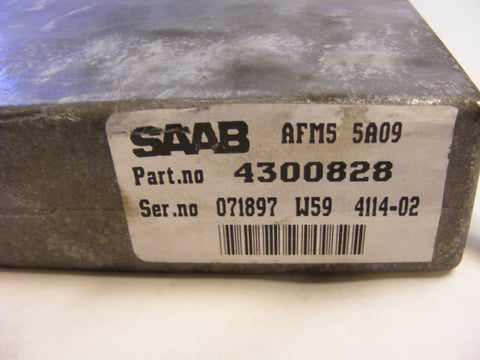 SAAB AFM5 5A09
Part.no 4300828
Ser.no 071897 W59 4114-02